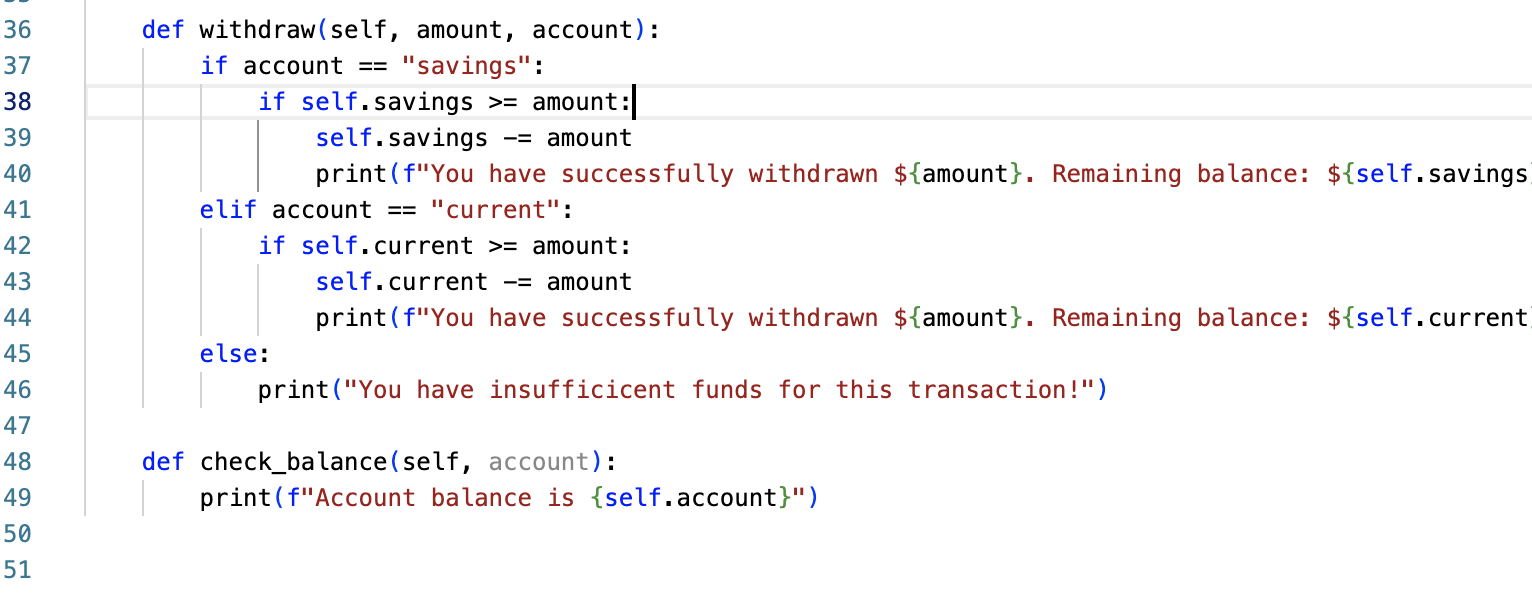 36 def withdraw(self, amount, account):
37 if account == "savings":
38 if self.savings >= amount:
39 self.savings -= amount
40 print(f"You have successfully withdrawn ${amount}. Remaining balance: ${self.savings
41 elif account == "current":
42 if self.current >= amount:
43 self.current -= amount
44 print(f"You have successfully withdrawn ${amount}. Remaining balance: ${self.current
45 else:
46 print("You have insufficicent funds for this transaction!")
47
48 def check_balance(self, account):
49 print(f"Account balance is {self.account}")
50
51